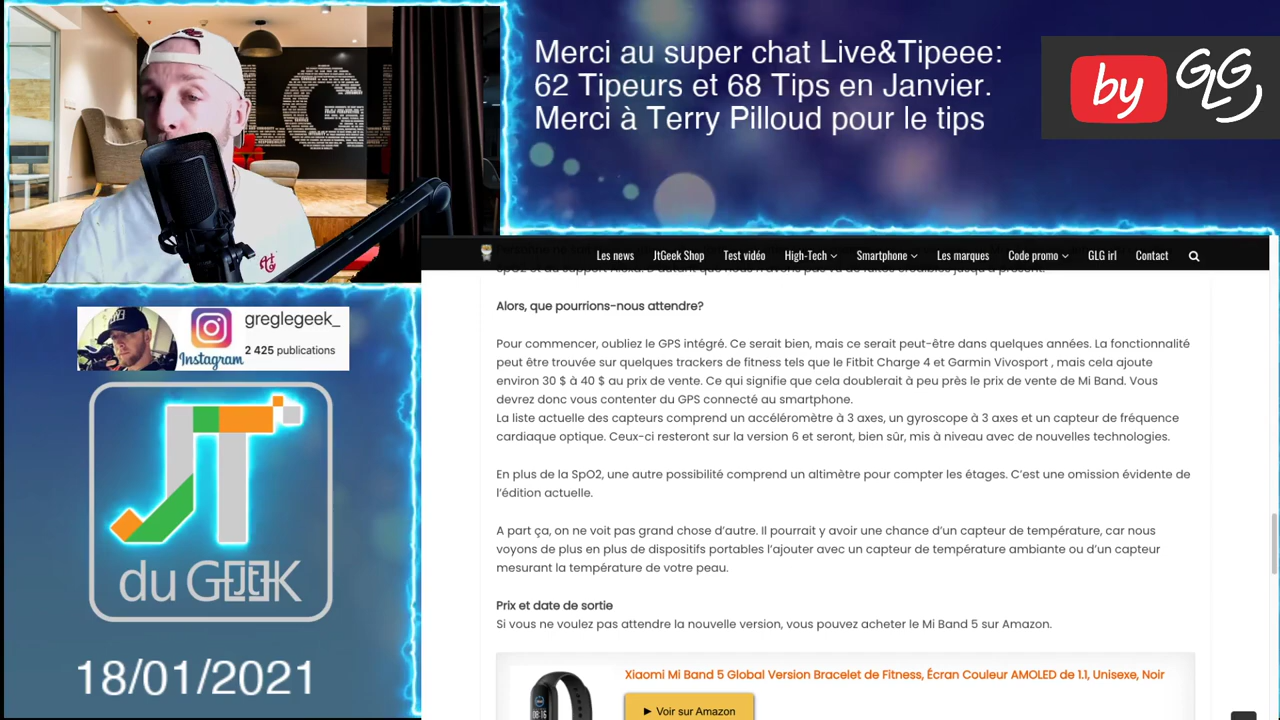 Merci au super chat Live&Tipeee:
62 Tipeurs et 68 Tips en Janvier.
Merci à Terry Pillard pour le tips
by GLG
Les news JtGeek Shop Test vidéo High-Tech Smartphone Les marques Code promo GLG irl Contact
Alors, que pourrions-nous attendre?
Pour commencer, oubliez le GPS intégré. Ce serait bien, mais ce serait peut-être dans quelques années. La fonctionnalité
peut être trouvée sur quelques trackers de fitness tels que le Fitbit Charge 4 et Garmin Vivosport , mais cela ajoute
environ 30 $ à 40 $ au prix de vente. Ce qui signifie que cela doublerait à peu près le prix de vente de Mi Band. Vous
devrez donc vous contenter du GPS connecté au smartphone.
La liste actuelle des capteurs comprend un accéléromètre à 3 axes, un gyroscope à 3 axes et un capteur de fréquence
cardiaque optique. Ceux-ci resteront sur la version 6 et seront, bien sûr, mis à niveau avec de nouvelles technologies.
En plus de la SpO2, une autre possibilité comprend un altimètre pour compter les étages. C’est une omission évidente de
l’édition actuelle.
A part ça, on ne voit pas grand chose d’autre. Il pourrait y avoir une chance d’un capteur de température, car nous
voyons de plus en plus de dispositifs portables l’ajouter avec un capteur de température ambiante ou d’un capteur
mesurant la température de votre peau.
Prix et date de sortie
Si vous ne voulez pas attendre la nouvelle version, vous pouvez acheter le Mi Band 5 sur Amazon.
Xiaomi Mi Band 5 Global Version Bracelet de Fitness, Écran Couleur AMOLED de 1.1, Unisexe, Noir
► Voir sur Amazon
08:16
greglegeek_
Instagram
2 425 publications
JT
du GEEK
18/01/2021